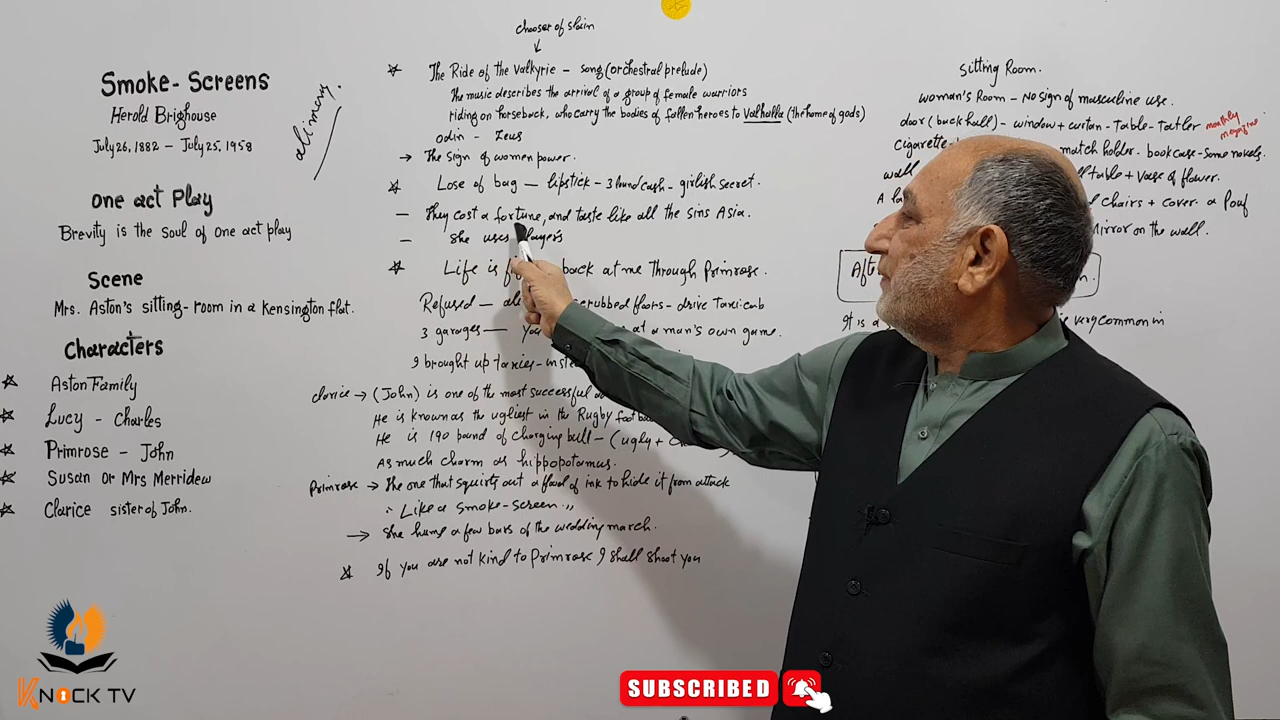 Smoke-Screens
Herold Brighouse
July 26, 1882 — July 25, 1958
alimony.
One act Play
Brevity is the soul of one act play
Scene
Mrs. Aston's sitting-room in a Kensington flat.
Characters
Aston Family
Lucy - Charles
Primrose - John
Susan or Mrs Merridew
Clarice sister of John.
chooser of slain
The Ride of the Valkyrie - song (orchestral prelude)
The music describes the arrival of a group of female warriors
riding on horseback, who carry the bodies of fallen heroes to Valhalla (the home of gods)
odin - Zeus
→ The Sign of women power.
Lose of bag — lipstick - 3 pound cash - girlish secret.
— They cost a fortune, and taste like all the sins Asia.
— She uses players
Life is back at me Through Primrose.
Refused — scrubbed floors - drive Taxi-cab
3 garages — at a man's own game.
I brought up taxies -
clarice → (John) is one of the most successful
He is known as the ugliest in the Rugby
He is 190 pound of charging bull - (ugly +
As much charm as hippopotamus.
Primrose → The one that squirts out a flood of ink to hide it from attack
" Like a smoke-screen "
→ She hums a few bars of the wedding march.
If you are not kind to Primrose I shall shoot you
Sitting Room.
woman's Room - No sign of masculine use.
door (back hall) - window + curtan - Table - Tatler
monthly magazine
cigarette- match holder - book case - some novels.
wall table + Vase of flower.
A chairs + cover a pouf
Mirror on the wall.
It is a very common in
KNOCK TV
SUBSCRIBED